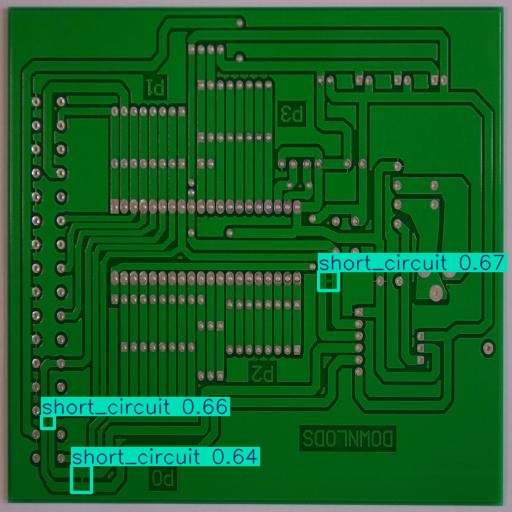 P1
P3
short_circuit 0.67
P2
short_circuit 0.66
DOWNLODS
short_circuit 0.64
P0